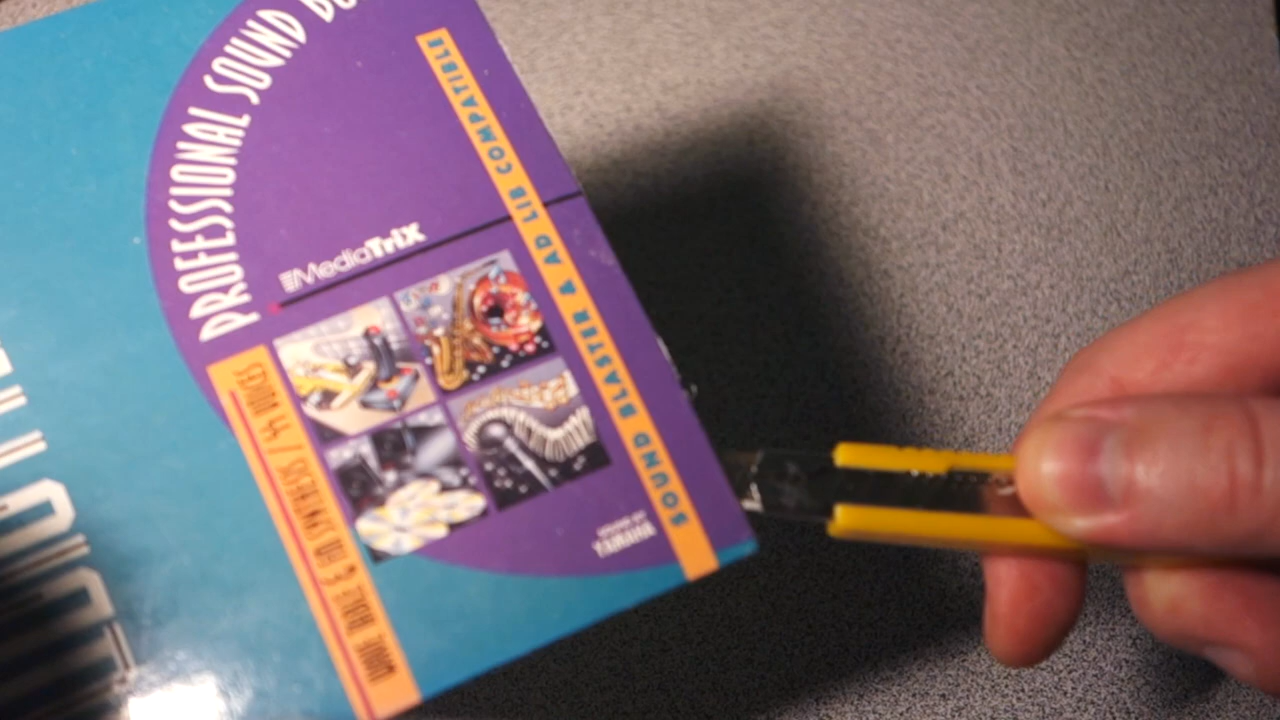 PROFESSIONAL SOUND
MediaTriX
SOUND BLASTER & AD LIB COMPATIBLE
WAVE TABLE & FM SYNTHESIS / 44 VOICES
YAMAHA